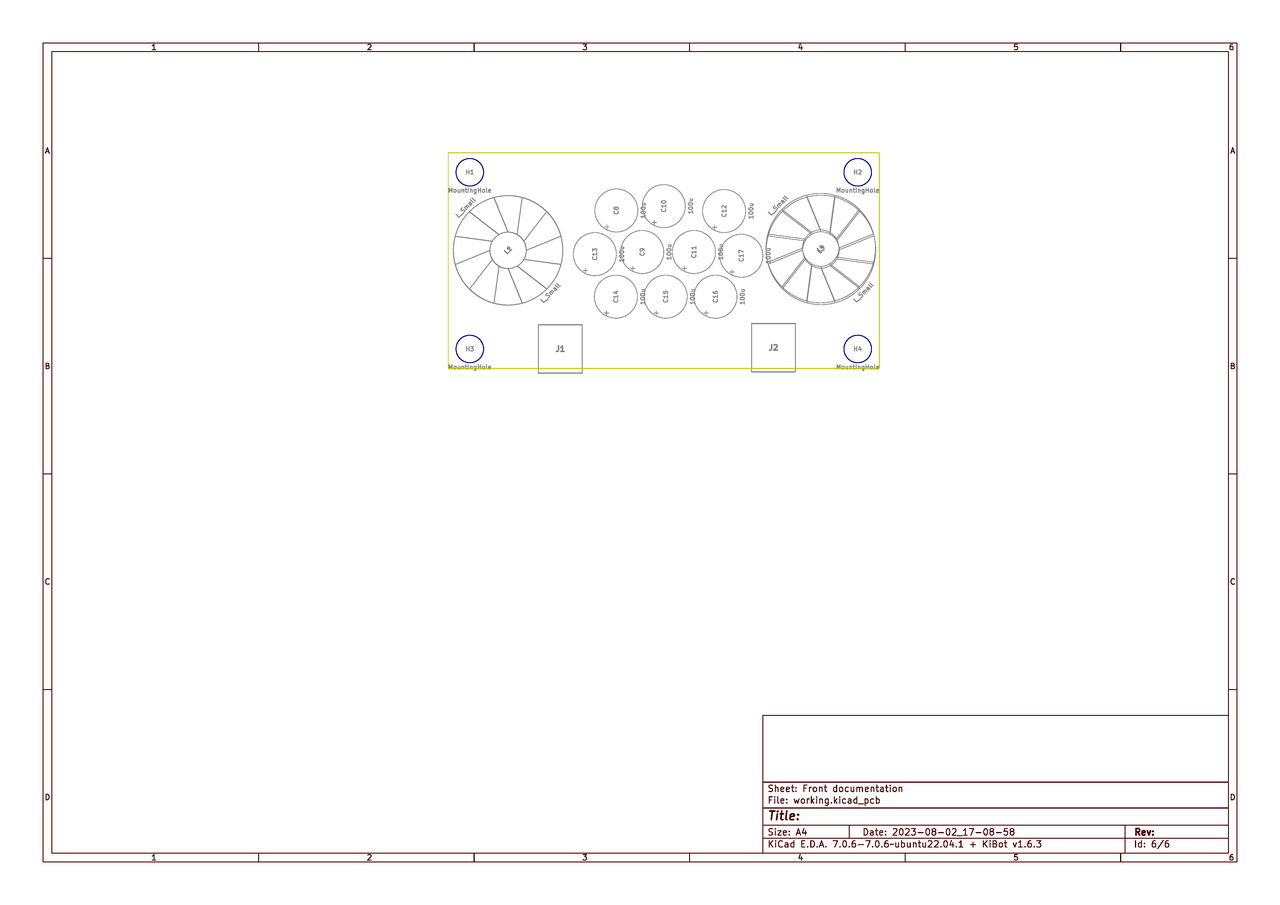 1 2 3 4 5 6
A A
H1 H2
MountingHole MountingHole
L_Small L_Small
C8 100u C10 100u C12 100u
C13 100u C9 100u C11 100u C17 100u
L2
L_Small L_Small
C14 100u C15 100u C16 100u
J1 J2
H3 H4
MountingHole MountingHole
B B
C C
D D
Sheet: Front documentation
File: working.kicad_pcb
Title:
Size: A4 Date: 2023-08-02_17-08-58 Rev:
KiCad E.D.A. 7.0.6-7.0.6~ubuntu22.04.1 + KiBot v1.6.3 Id: 6/6
1 2 3 4 5 6